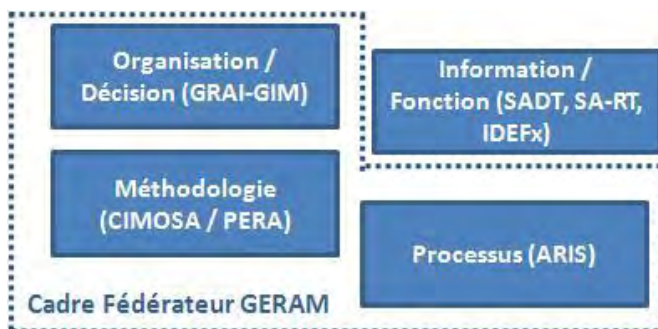 Organisation /
Décision (GRAI-GIM)
Information /
Fonction (SADT, SA-RT,
IDEFx)
Méthodologie
(CIMOSA / PERA)
Processus (ARIS)
Cadre Fédérateur GERAM